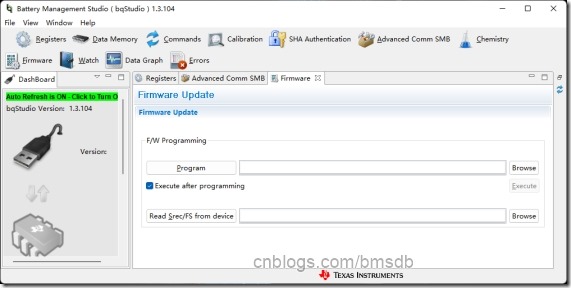 Battery Management Studio ( bqStudio ) 1.3.104
File View Window Help
Registers Data Memory Commands Calibration SHA Authentication Advanced Comm SMB Chemistry
Firmware Watch Data Graph Errors
DashBoard
Registers Advanced Comm SMB Firmware
Auto Refresh is ON - Click to Turn O
bqStudio Version: 1.3.104
Version:
Firmware Update
Firmware Update
F/W Programming
Program Browse
Execute after programming Execute
Read Srec/FS from device Browse
cnblogs.com/bmsdb
TEXAS INSTRUMENTS